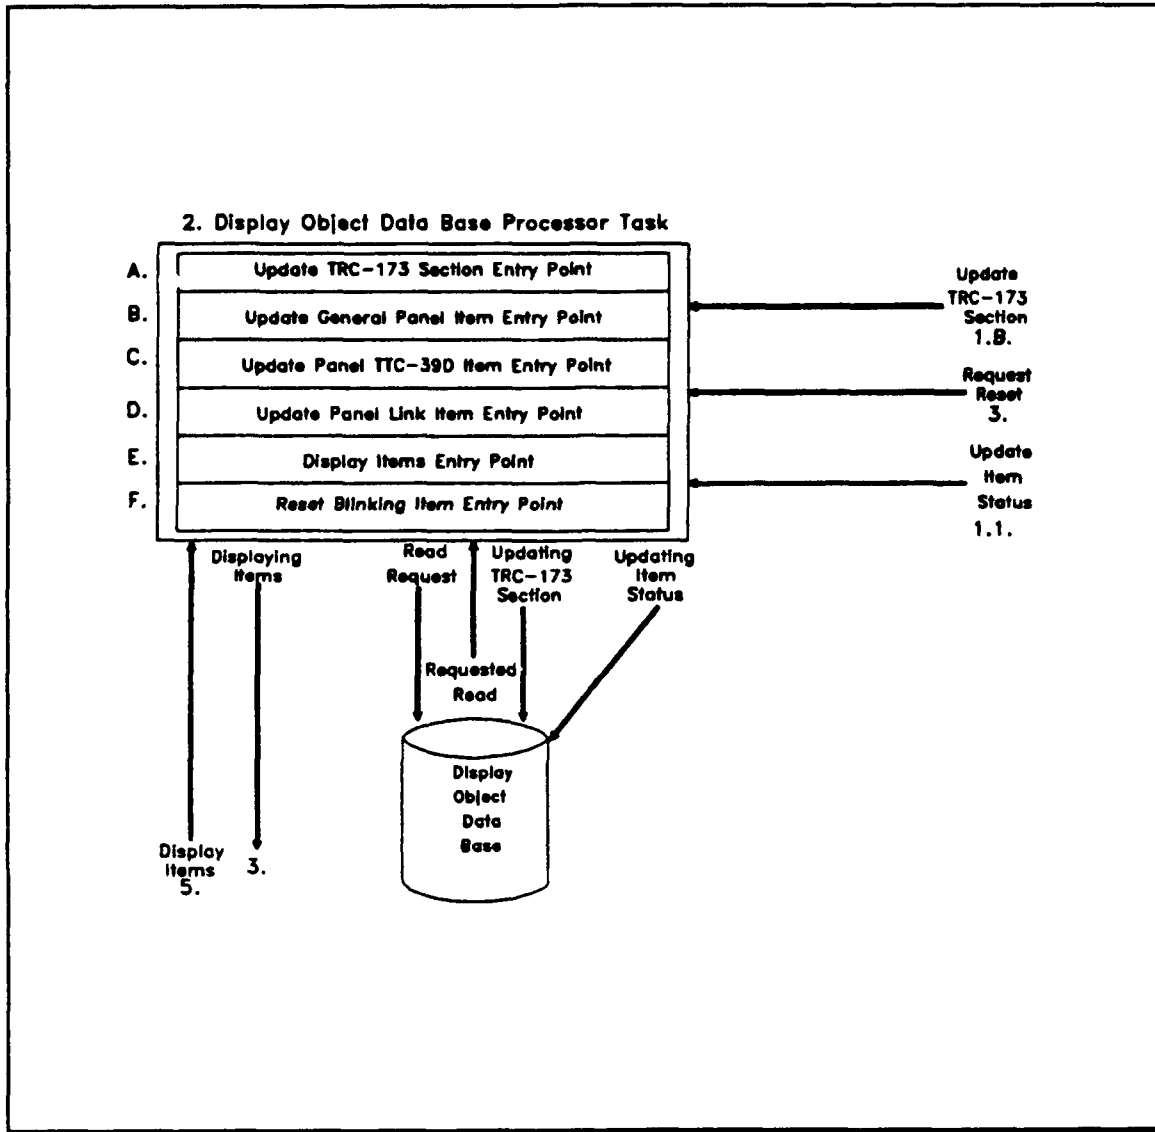 2. Display Object Data Base Processor Task
A. Update TRC-173 Section Entry Point
B. Update General Panel Item Entry Point
C. Update Panel TTC-39D Item Entry Point
D. Update Panel Link Item Entry Point
E. Display Items Entry Point
F. Reset Blinking Item Entry Point
Update
TRC-173
Section
1.B.
Request
Reset
3.
Update
Item
Status
1.1.
Displaying
Items
3.
Display
Items
5.
Read
Request
Requested
Read
Updating
TRC-173
Section
Updating
Item
Status
Display
Object
Data
Base